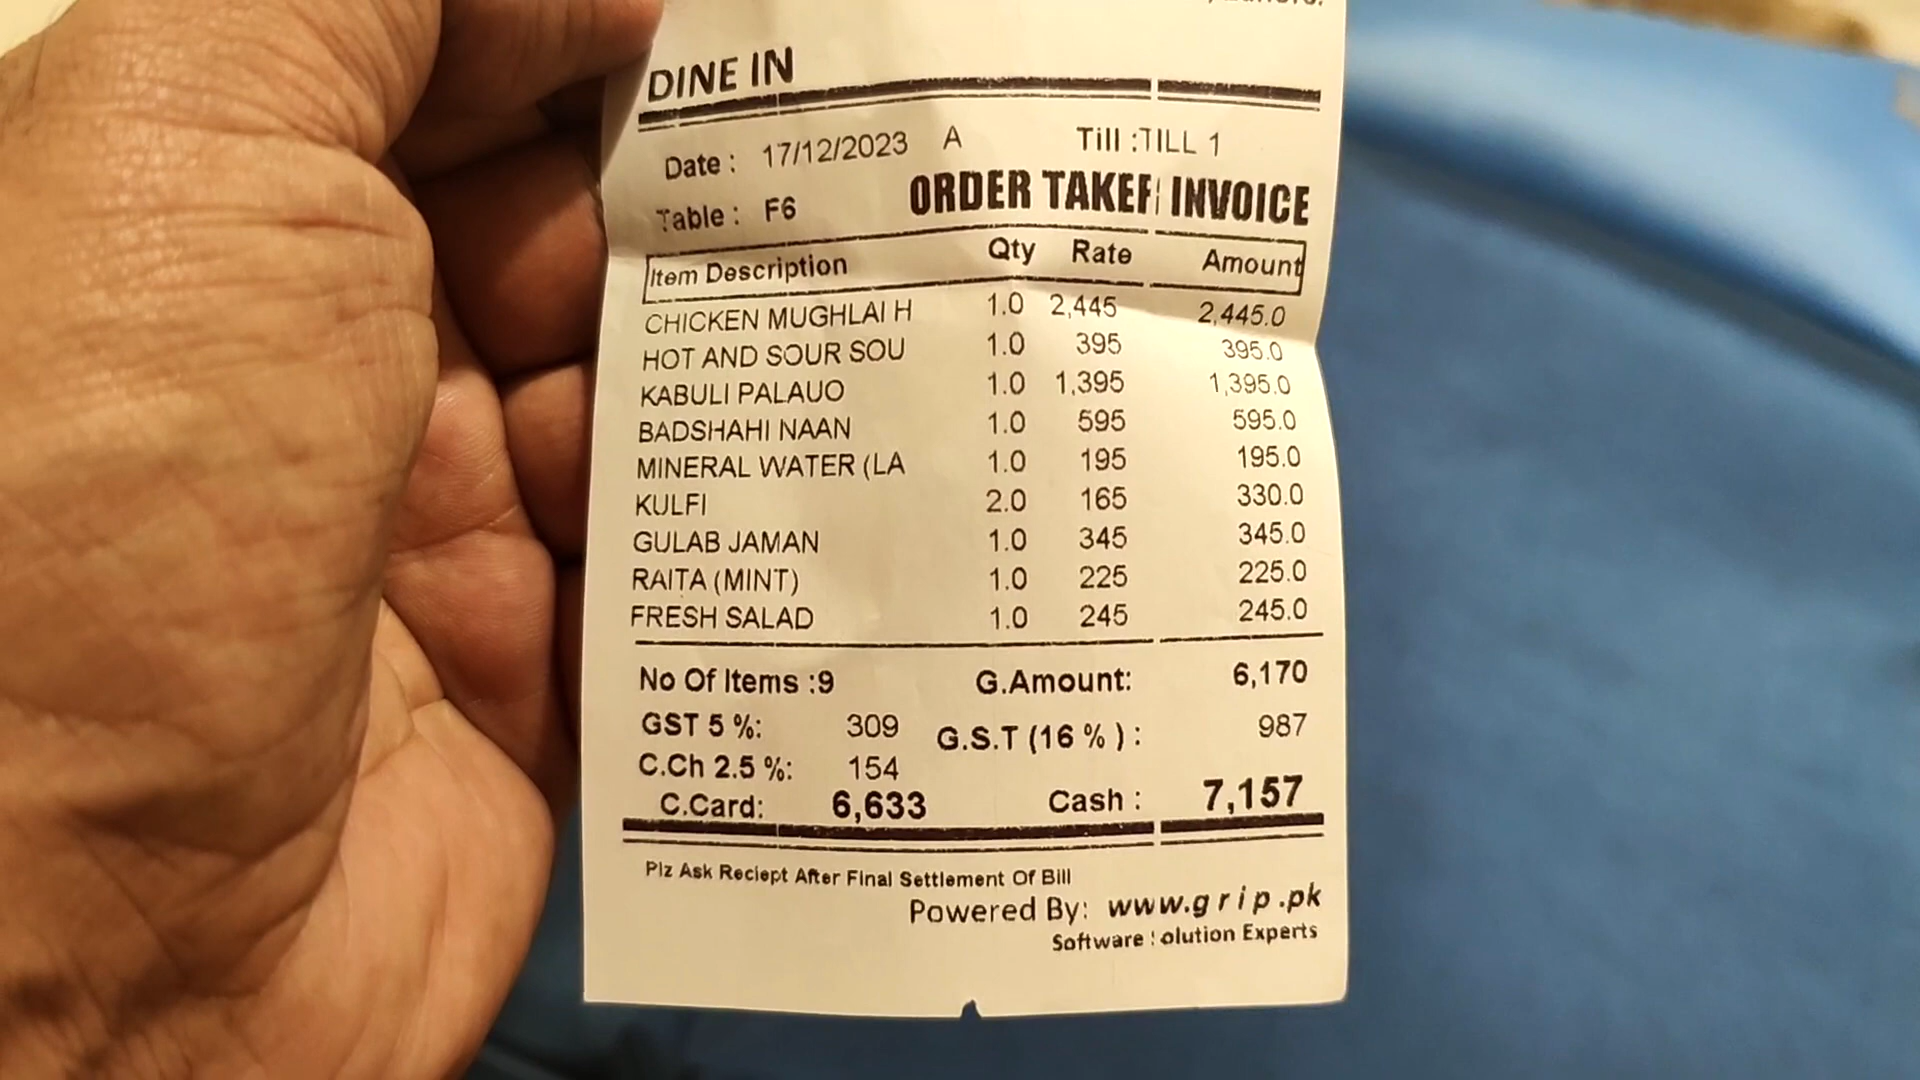 DINE IN
Date : 17/12/2023 A Till :TILL 1
Table : F6 ORDER TAKER INVOICE
Item Description Qty Rate Amount
CHICKEN MUGHLAI H 1.0 2,445 2,445.0
HOT AND SOUR SOU 1.0 395 395.0
KABULI PALAUO 1.0 1,395 1,395.0
BADSHAHI NAAN 1.0 595 595.0
MINERAL WATER (LA 1.0 195 195.0
KULFI 2.0 165 330.0
GULAB JAMAN 1.0 345 345.0
RAITA (MINT) 1.0 225 225.0
FRESH SALAD 1.0 245 245.0
No Of Items :9 G.Amount: 6,170
GST 5 %: 309 G.S.T (16 % ) : 987
C.Ch 2.5 %: 154
C.Card: 6,633 Cash : 7,157
Plz Ask Reciept After Final Settlement Of Bill
Powered By: www.grip.pk
Software Solution Experts